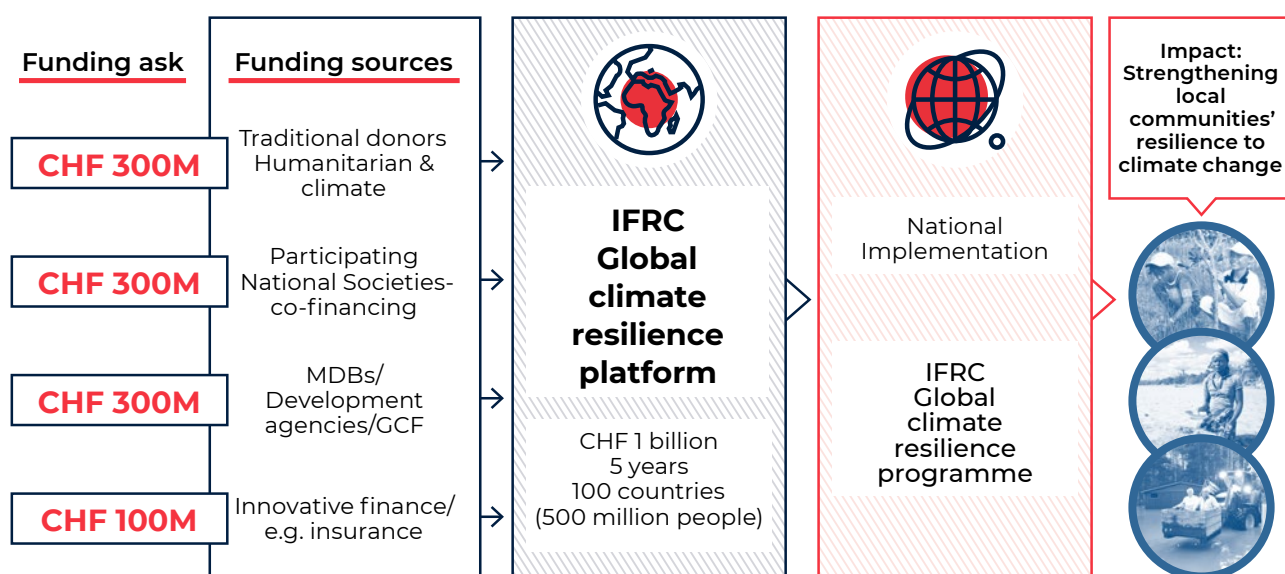 Funding ask
Funding sources
CHF 300M
Traditional donors
Humanitarian &
climate
CHF 300M
Participating
National Societies-
co-financing
CHF 300M
MDBs/
Development
agencies/GCF
CHF 100M
Innovative finance/
e.g. insurance
IFRC
Global
climate
resilience
platform
CHF 1 billion
5 years
100 countries
(500 million people)
National
Implementation
IFRC
Global
climate
resilience
programme
Impact:
Strengthening
local
communities’
resilience to
climate change